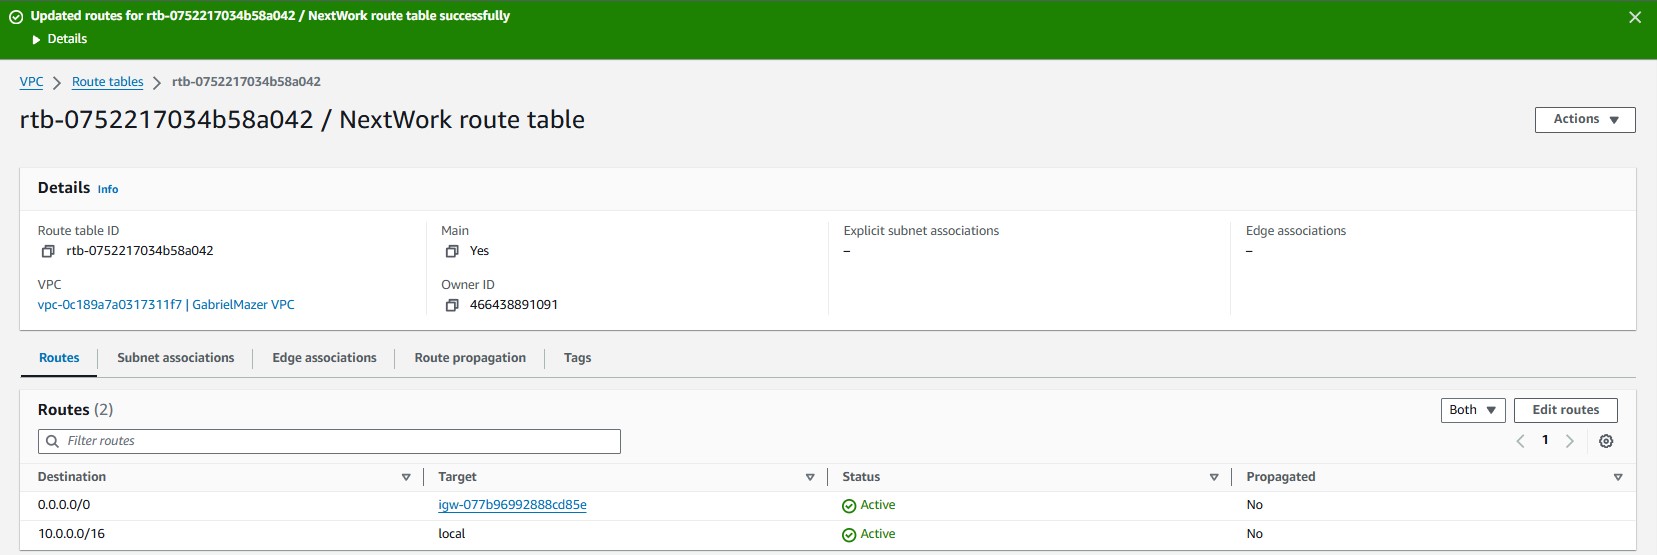 Updated routes for rtb-0752217034b58a042 / NextWork route table successfully
Details
VPC > Route tables > rtb-0752217034b58a042
rtb-0752217034b58a042 / NextWork route table
Actions
Details Info
Route table ID
rtb-0752217034b58a042
Main
Yes
Explicit subnet associations
–
Edge associations
–
VPC
vpc-0c189a7a0317311f7 | GabrielMazer VPC
Owner ID
466438891091
Routes Subnet associations Edge associations Route propagation Tags
Routes (2)
Both Edit routes
Filter routes
1
Destination Target Status Propagated
0.0.0.0/0 igw-077b96992888cd85e Active No
10.0.0.0/16 local Active No